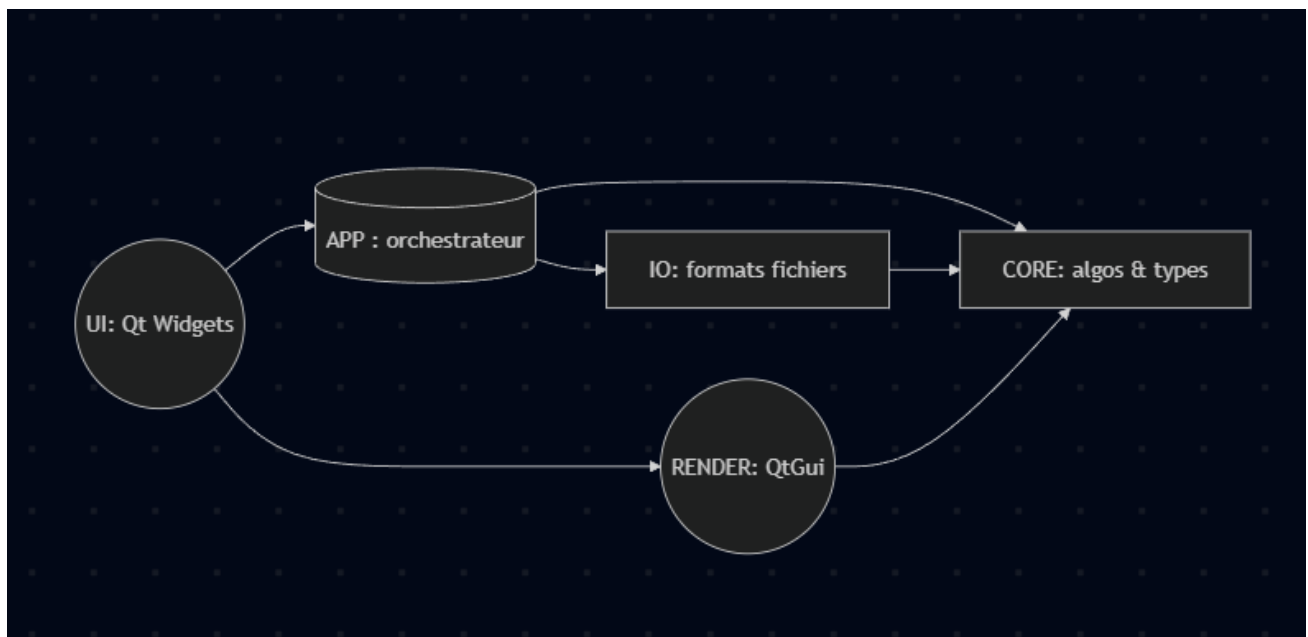 APP : orchestrateur
IO: formats fichiers
CORE: algos & types
UI: Qt Widgets
RENDER: QtGui